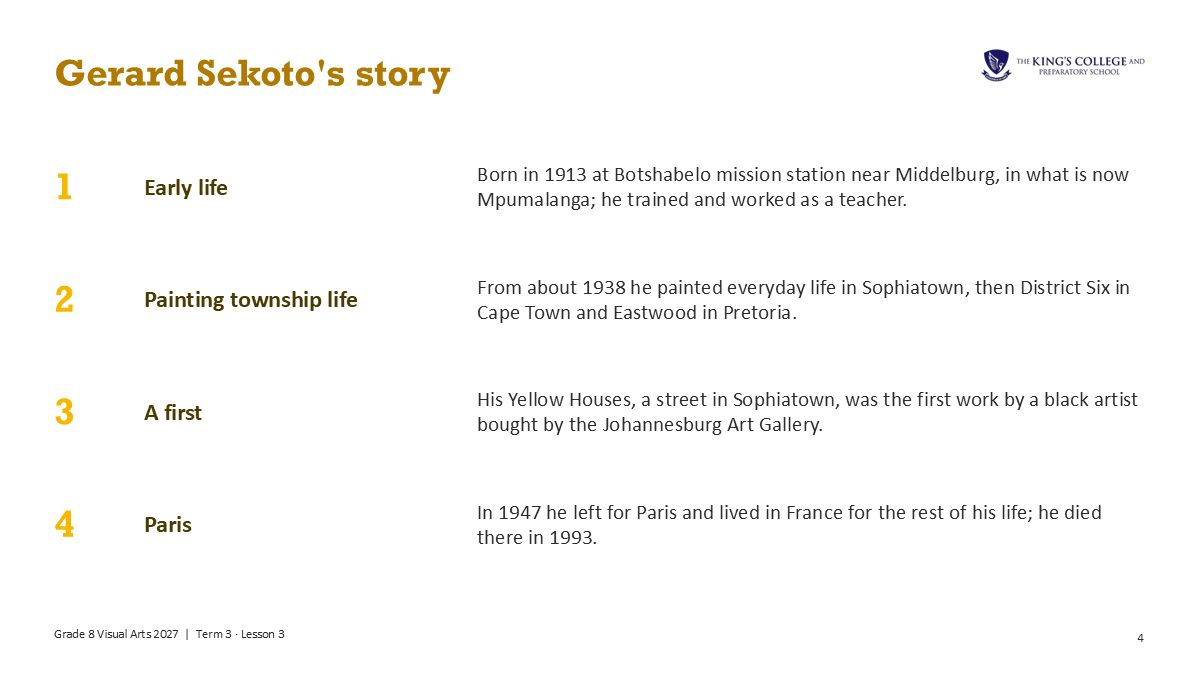 Gerard Sekoto's story
THE KING'S COLLEGE AND
PREPARATORY SCHOOL
1
Early life
Born in 1913 at Botshabelo mission station near Middelburg, in what is now
Mpumalanga; he trained and worked as a teacher.
2
Painting township life
From about 1938 he painted everyday life in Sophiatown, then District Six in
Cape Town and Eastwood in Pretoria.
3
A first
His Yellow Houses, a street in Sophiatown, was the first work by a black artist
bought by the Johannesburg Art Gallery.
4
Paris
In 1947 he left for Paris and lived in France for the rest of his life; he died
there in 1993.
Grade 8 Visual Arts 2027 | Term 3 · Lesson 3
4